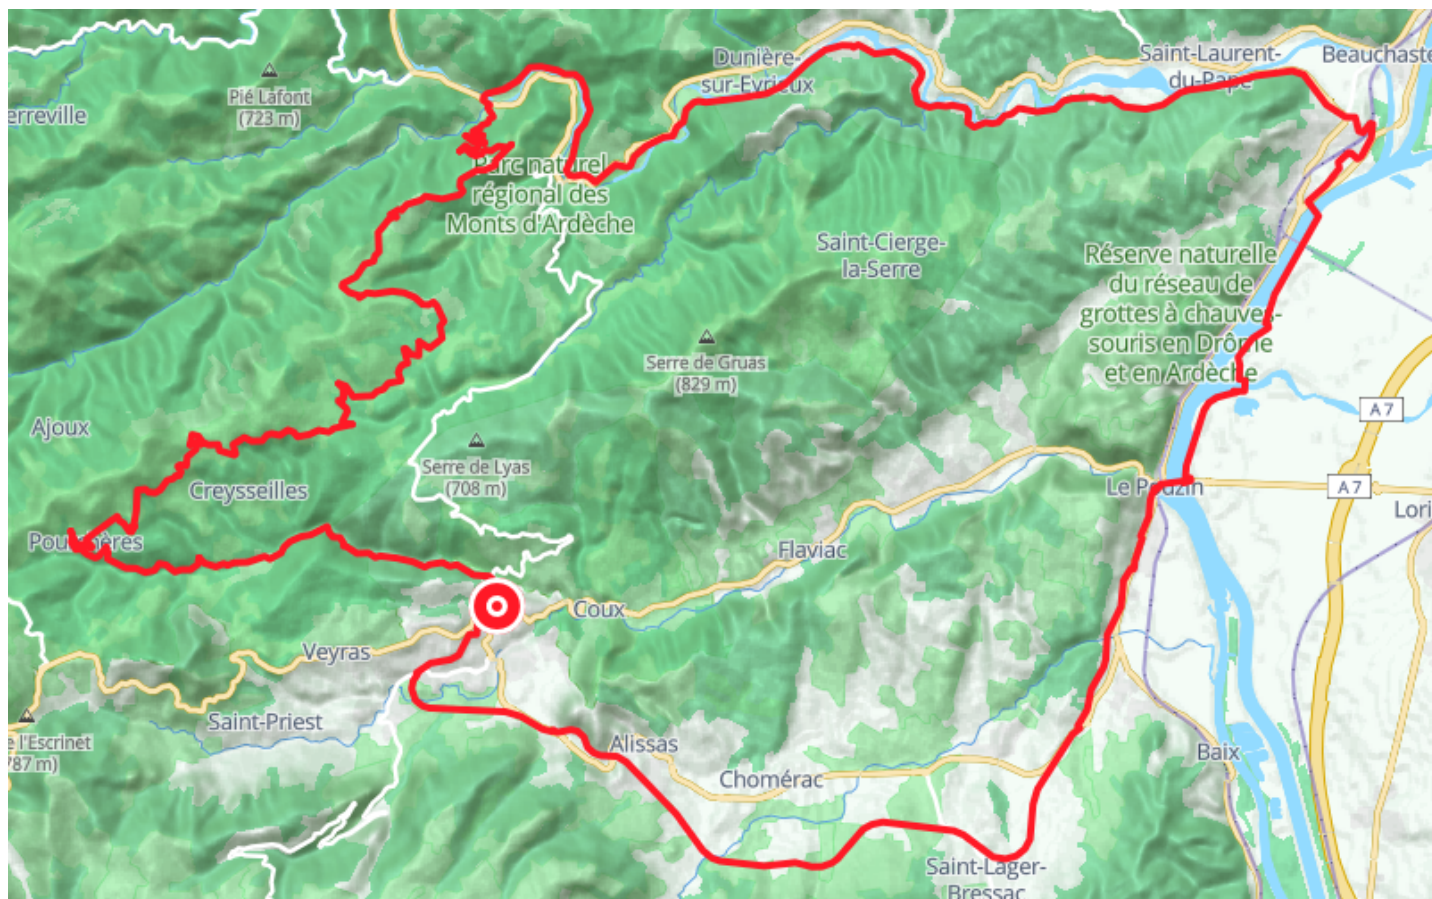 Dunière-
sur-Eyrieux
Saint-Laurent-
du-Pape
Beauchaste
Pié Lafont
(723 m)
erreville
Parc naturel
régional des
Monts d'Ardèche
Saint-Cierge-
la-Serre
Réserve naturelle
du réseau de
grottes à chauves-
souris en Drôme
et en Ardèche
Serre de Gruas
(829 m)
A 7
Ajoux
Serre de Lyas
(708 m)
Creysseilles
Le Pouzin
A 7
Lori
Pourchères
Flaviac
Coux
Veyras
Saint-Priest
e l'Escrinet
787 m)
Alissas
Chomérac
Baix
Saint-Lager-
Bressac